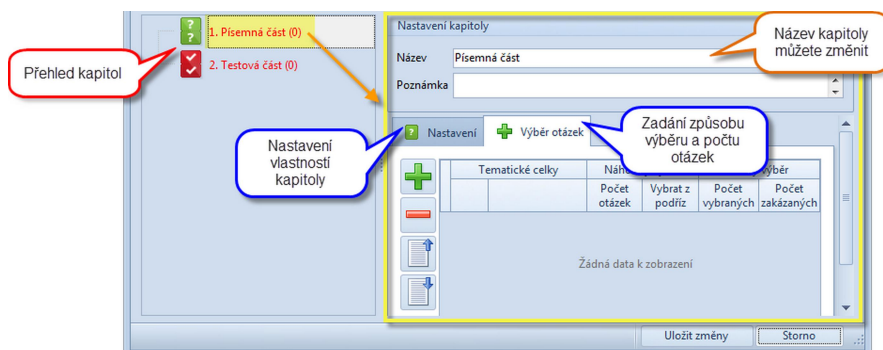 1. Písemná část (0)
2. Testová část (0)
Přehled kapitol
Nastavení kapitoly
Název
Písemná část
Poznámka
Název kapitoly
můžete změnit
Nastavení
Výběr otázek
Nastavení
vlastností
kapitoly
Zadání způsobu
výběru a počtu
otázek
Tematické celky
výběr
Počet
otázek
Vybrat z
podříz
Počet
vybraných
Počet
zakázaných
Žádná data k zobrazení
Uložit změny
Storno